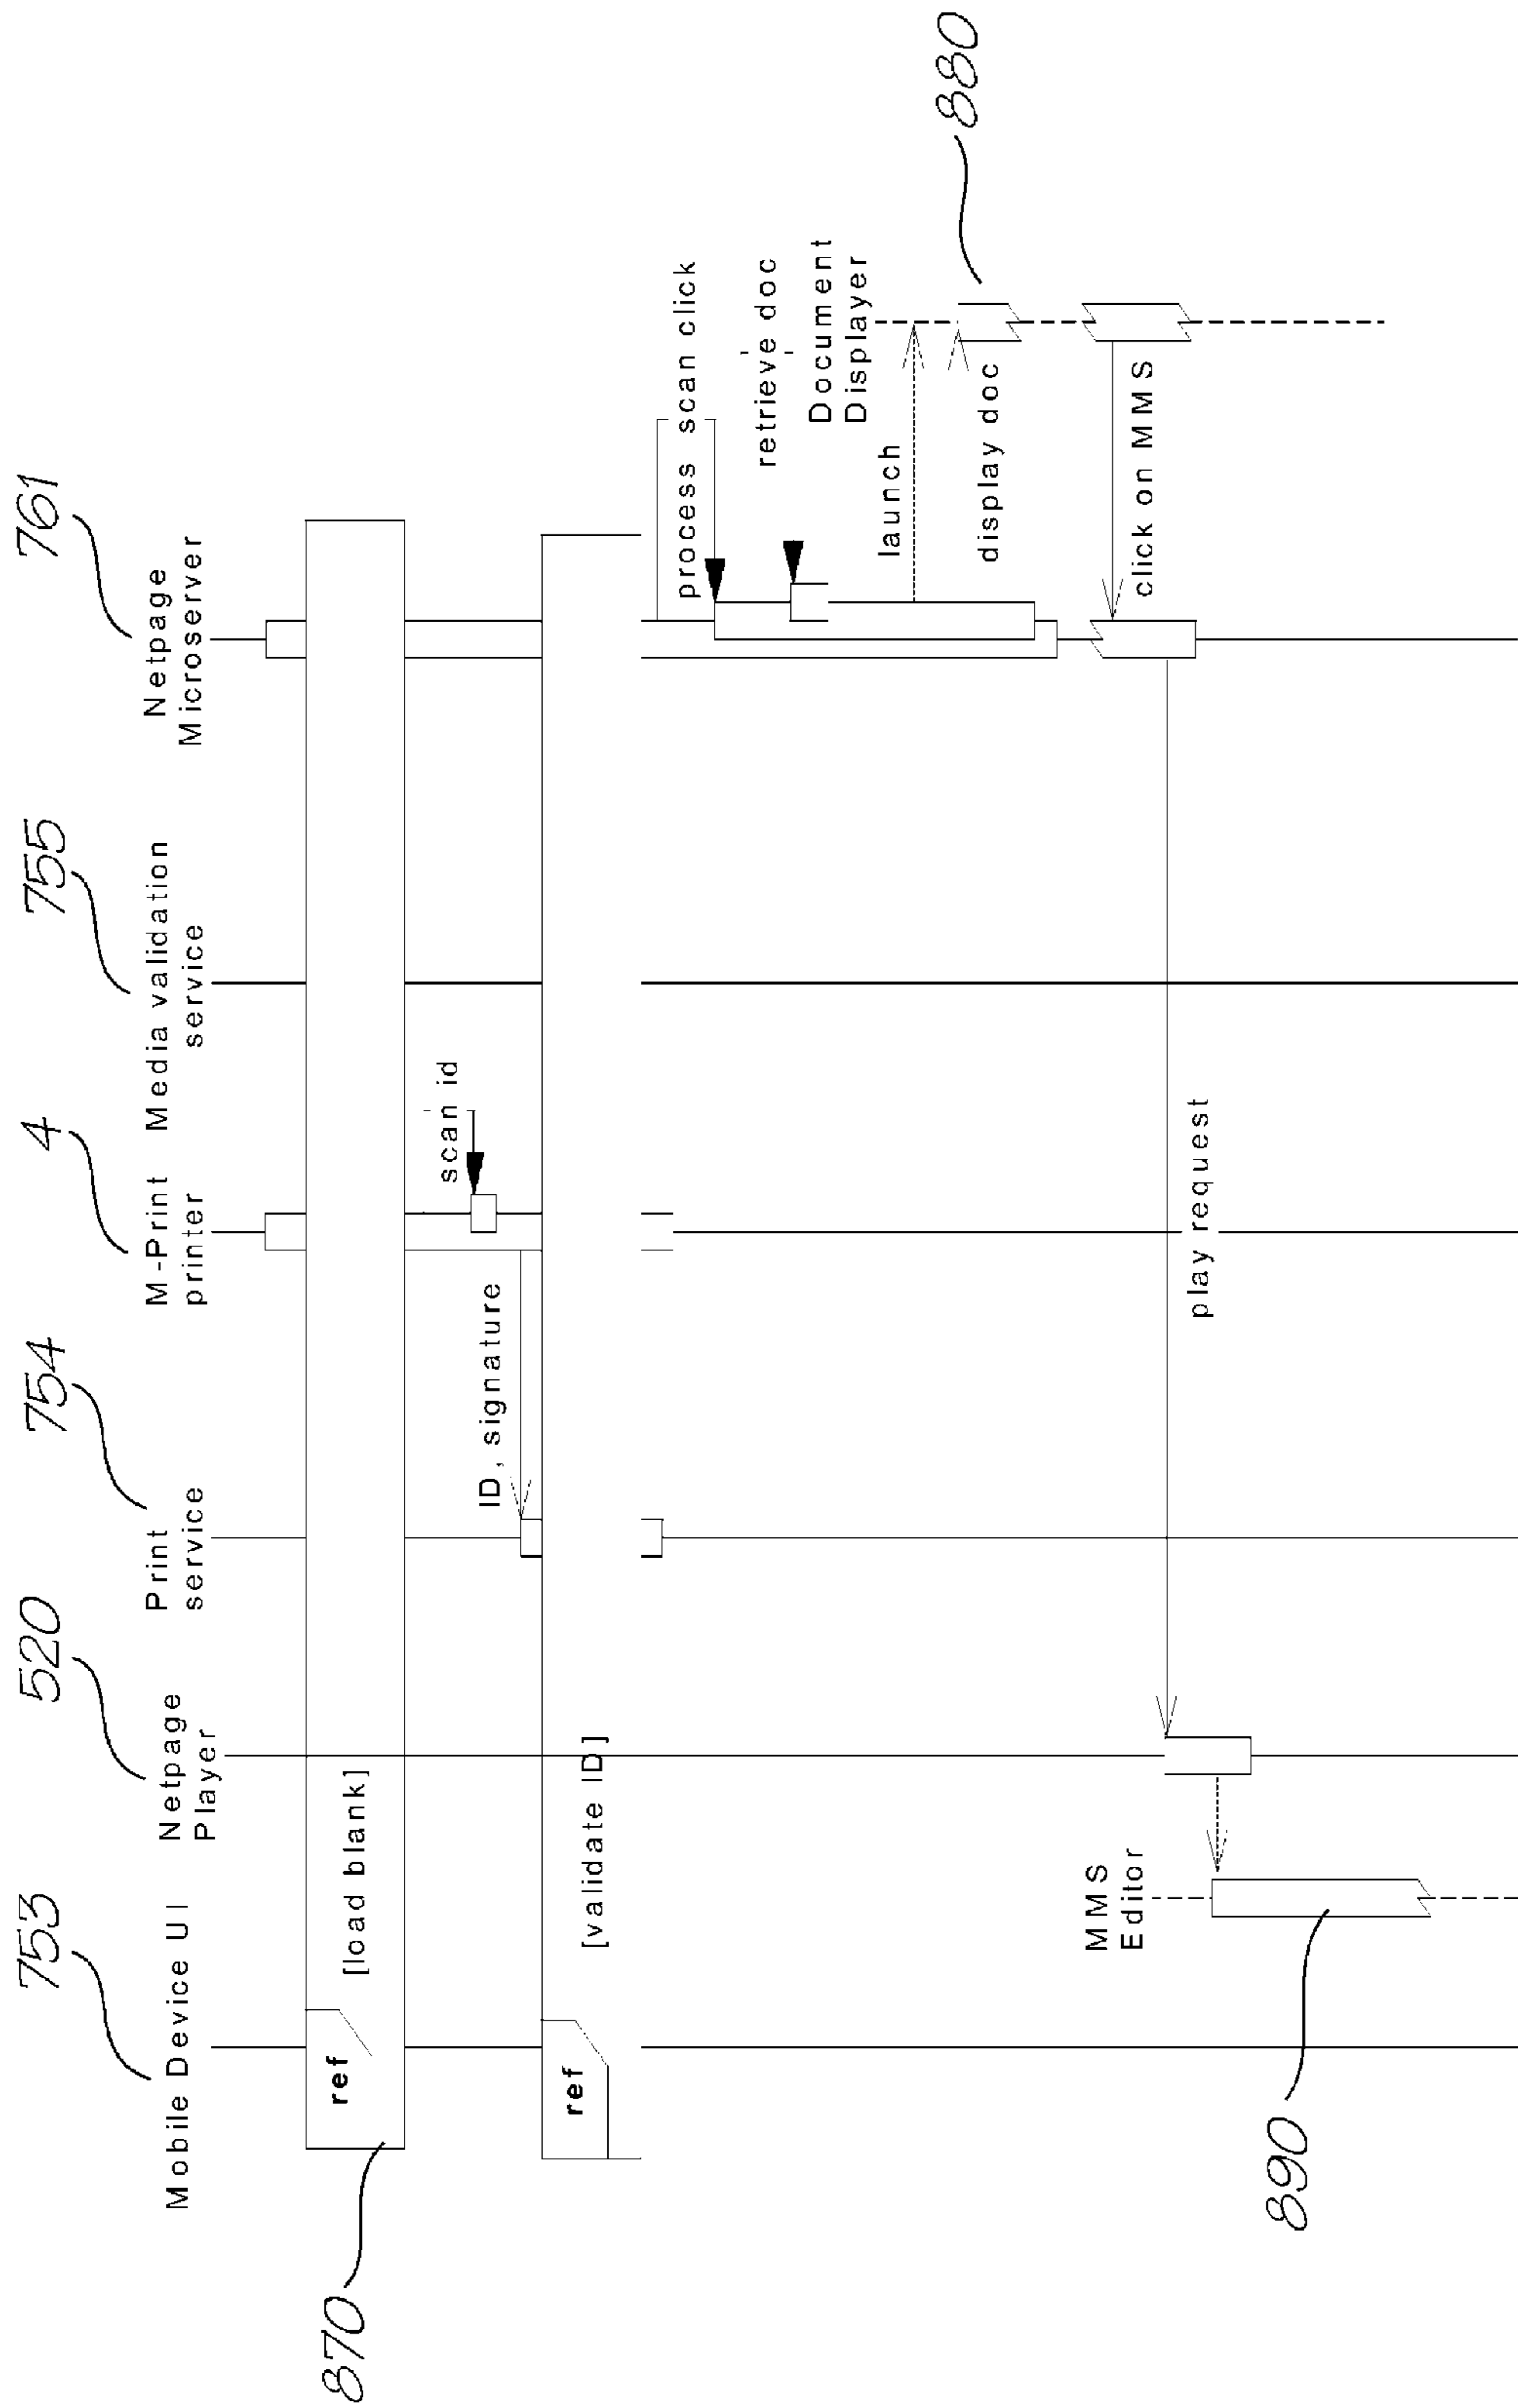 753
520
754
4
755
761
Mobile Device UI
Netpage
Player
Print
service
M-Print
printer
Media validation
service
Netpage
Microserver
870
ref
[load blank]
scan id
ID, signature
ref
[validate ID]
process scan click
retrieve doc
Document
Displayer
launch
880
display doc
click on MMS
play request
MMS
Editor
890